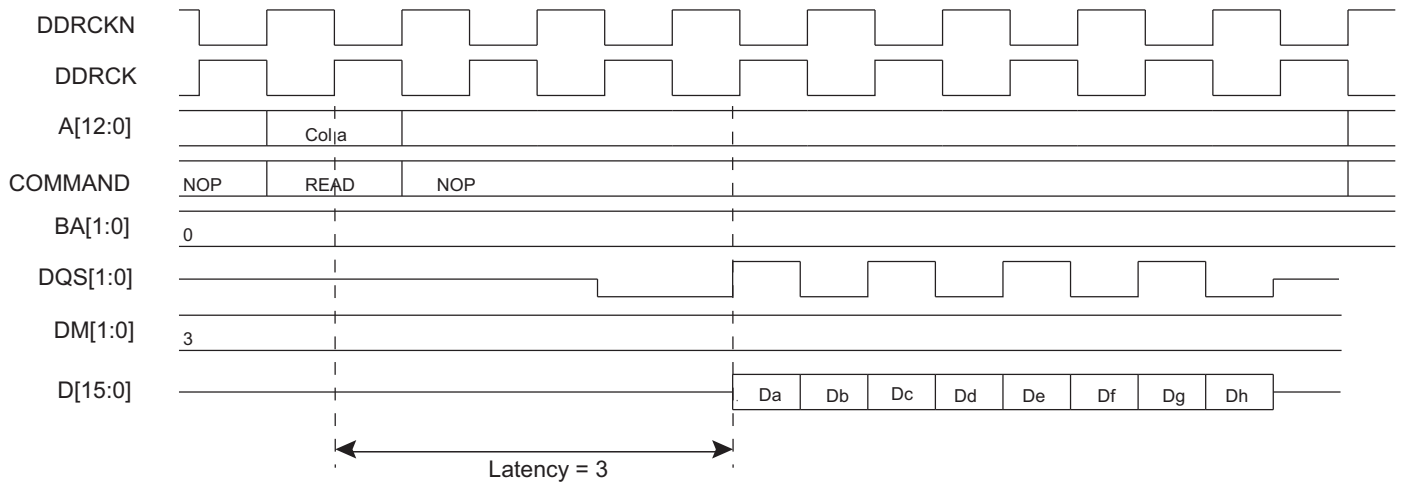 DDRCKN
DDRCK
A[12:0]
Col a
COMMAND
NOP READ NOP
BA[1:0]
0
DQS[1:0]
DM[1:0]
3
D[15:0]
Da Db Dc Dd De Df Dg Dh
Latency = 3